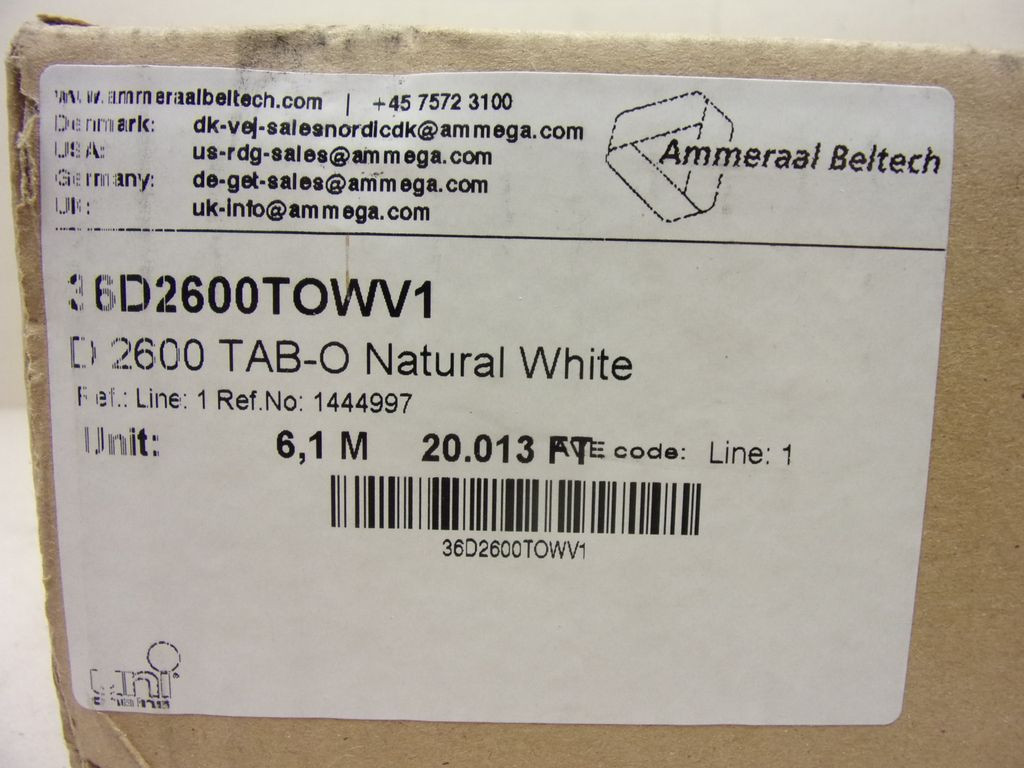 www.ammeraalbeltech.com | +45 7572 3100
Denmark: dk-vej-salesnordicdk@ammega.com
USA: us-rdg-sales@ammega.com
Germany: de-get-sales@ammega.com
UK: uk-info@ammega.com
Ammeraal Beltech
36D2600TOWV1
D 2600 TAB-O Natural White
Ref.: Line: 1 Ref.No: 1444997
Unit: 6,1 M 20.013 FT code: Line: 1
36D2600TOWV1
uni